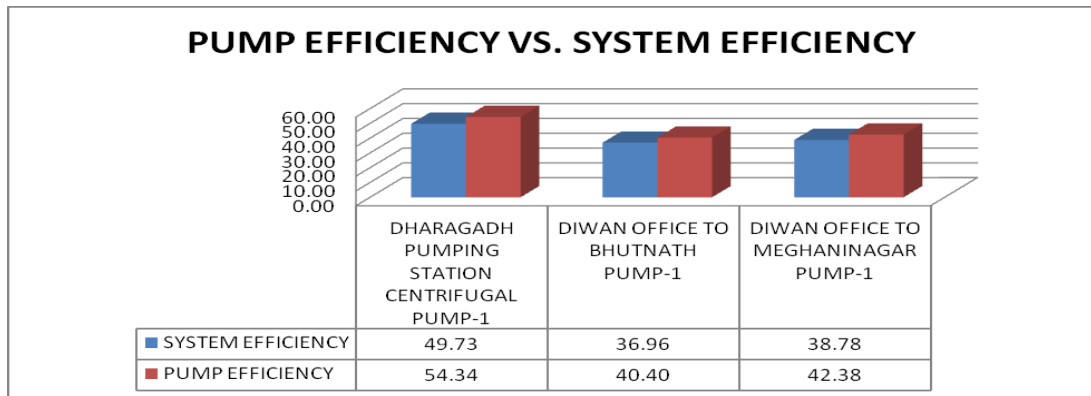 PUMP EFFICIENCY VS. SYSTEM EFFICIENCY
60.00
50.00
40.00
30.00
20.00
10.00
0.00
DHARAGADH
PUMPING
STATION
CENTRIFUGAL
PUMP-1
DIWAN OFFICE TO
BHUTNATH
PUMP-1
DIWAN OFFICE TO
MEGHANINAGAR
PUMP-1
SYSTEM EFFICIENCY 49.73 36.96 38.78
PUMP EFFICIENCY 54.34 40.40 42.38